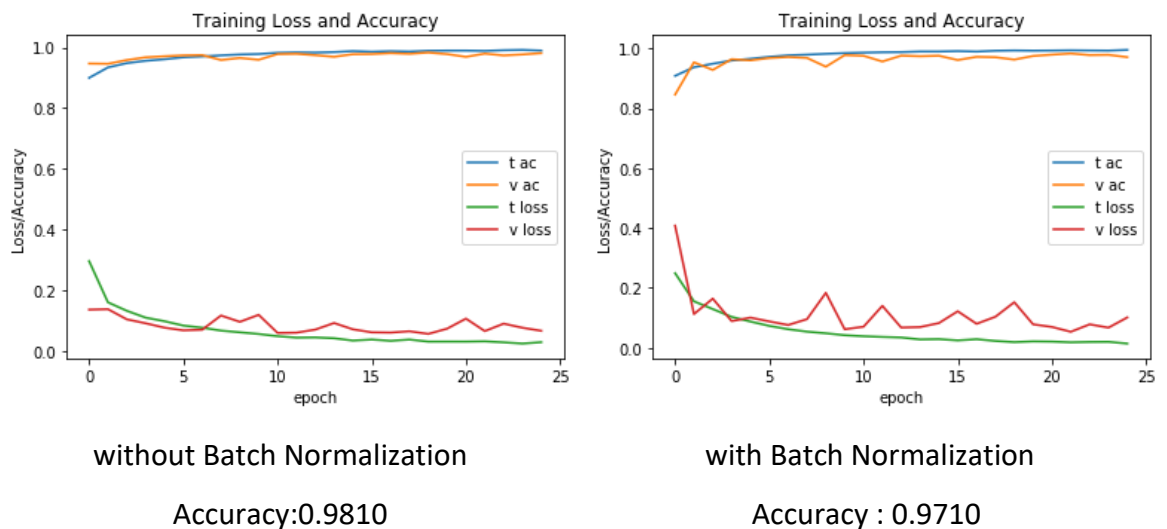 Training Loss and Accuracy
1.0
0.8
0.6
0.4
0.2
0.0
Loss/Accuracy
t ac
v ac
t loss
v loss
0 5 10 15 20 25
epoch
without Batch Normalization
Accuracy:0.9810
Training Loss and Accuracy
1.0
0.8
0.6
0.4
0.2
0.0
Loss/Accuracy
t ac
v ac
t loss
v loss
0 5 10 15 20 25
epoch
with Batch Normalization
Accuracy : 0.9710